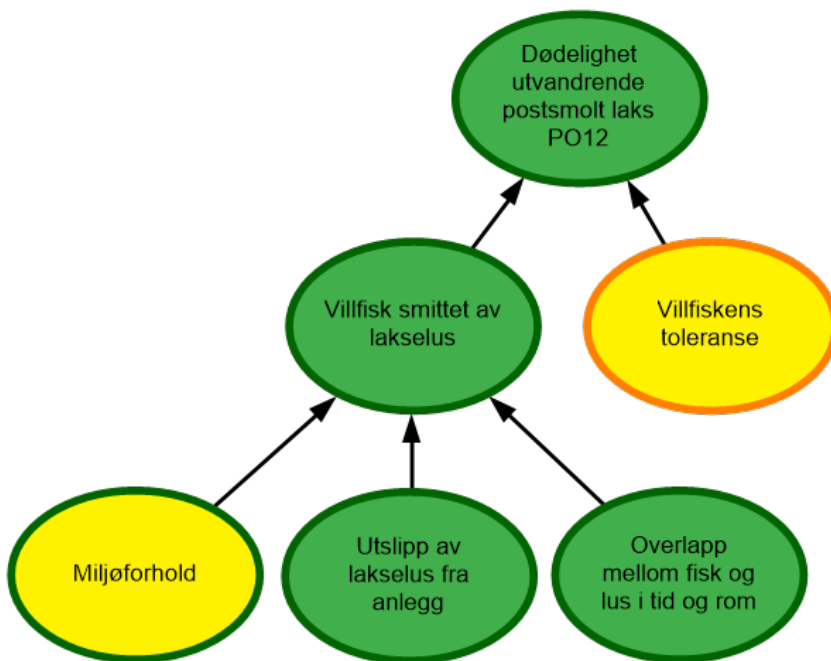 Dødelighet
utvandrende
postsmolt laks
PO12
Villfisk smittet av
lakselus
Villfiskens
toleranse
Miljøforhold
Utslipp av
lakselus fra
anlegg
Overlapp
mellom fisk og
lus i tid og rom